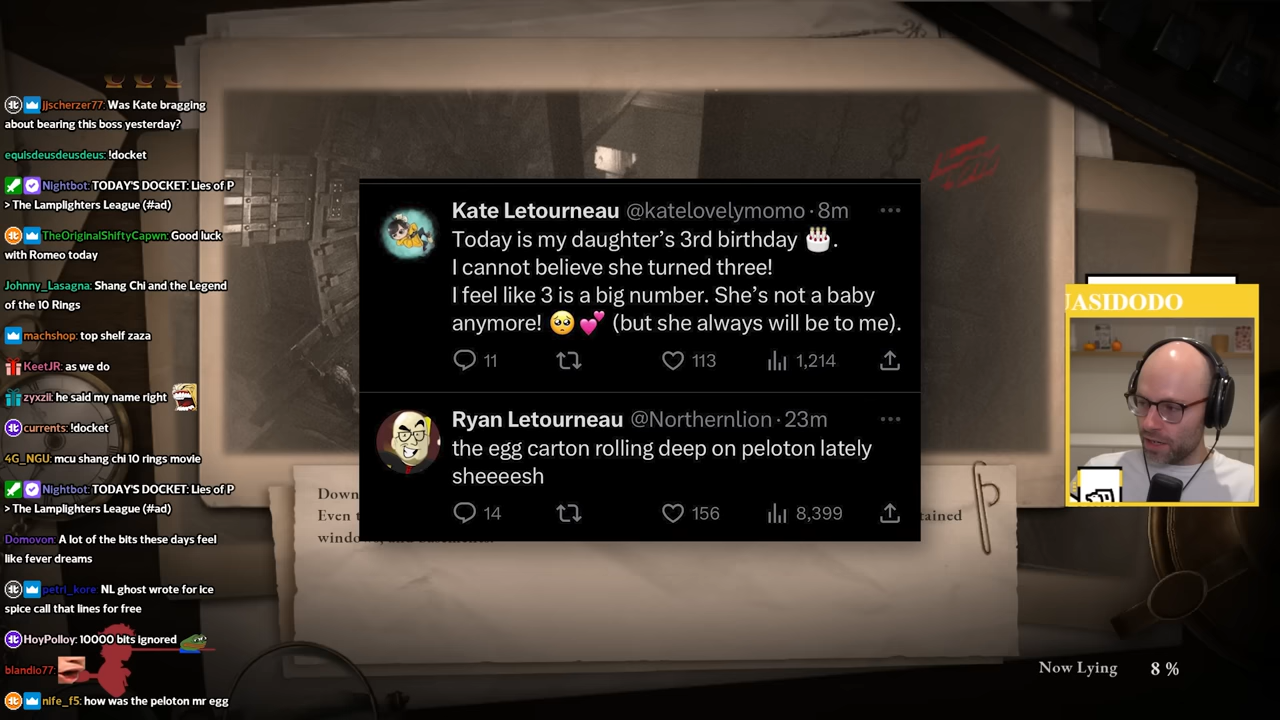 jjscherzer77: Was Kate bragging
about bearing this boss yesterday?
equisdeusdeusdeus: !docket
Nightbot: TODAY'S DOCKET: Lies of P
> The Lamplighters League (#ad)
TheOriginalShiftyCapwn: Good luck
with Romeo today
Johnny_Lasagna: Shang Chi and the Legend
of the 10 Rings
machshop: top shelf zaza
KeetJR: as we do
zyxzil: he said my name right
currents: !docket
4G_NGU: mcu shang chi 10 rings movie
Nightbot: TODAY'S DOCKET: Lies of P
> The Lamplighters League (#ad)
Domovon: A lot of the bits these days feel
like fever dreams
petri_kore: NL ghost wrote for ice
spice call that lines for free
HoyPolloy: 10000 bits ignored
blandio77:
nife_f5: how was the peloton mr egg
Kate Letourneau @katelovelymomo · 8m
Today is my daughter's 3rd birthday 🎂.
I cannot believe she turned three!
I feel like 3 is a big number. She's not a baby
anymore! 🥺💕 (but she always will be to me).
11 113 1,214
Ryan Letourneau @Northernlion · 23m
the egg carton rolling deep on peloton lately
sheeeesh
14 156 8,399
Down
Even
tained
JASIDODO
Now Lying 8 %